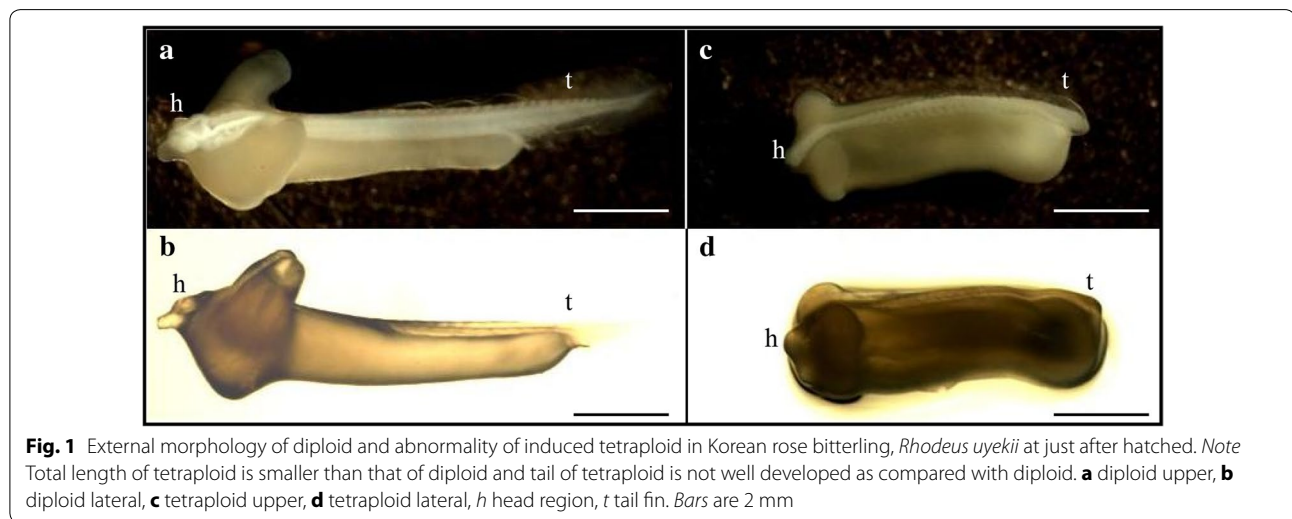 a
c
h
t
t
h
b
d
h
t
t
h
Fig. 1 External morphology of diploid and abnormality of induced tetraploid in Korean rose bitterling, Rhodeus uyekii at just after hatched. Note
Total length of tetraploid is smaller than that of diploid and tail of tetraploid is not well developed as compared with diploid. a diploid upper, b
diploid lateral, c tetraploid upper, d tetraploid lateral, h head region, t tail fin. Bars are 2 mm